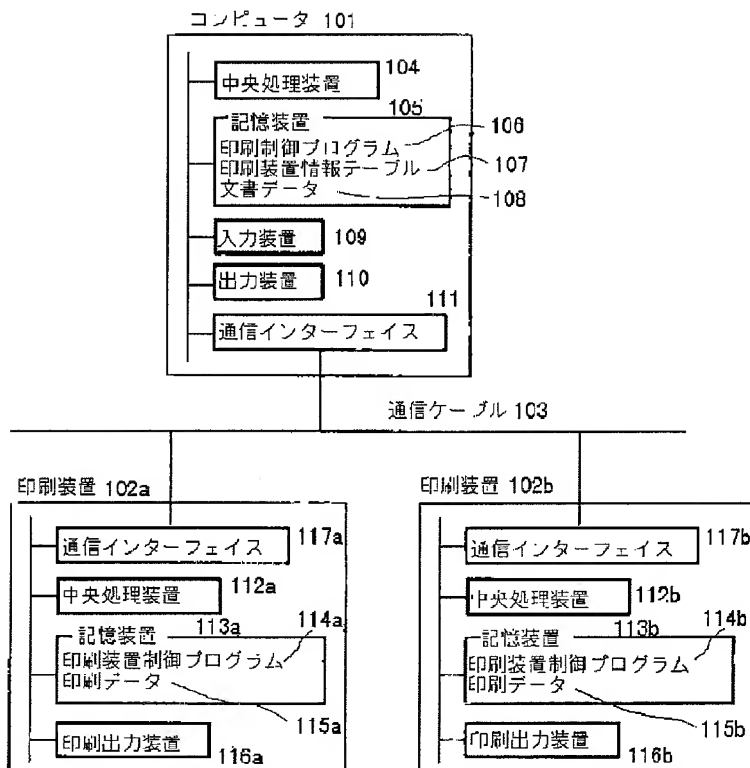 コンピュータ 101
中央処理装置 104
記憶装置 105
印刷制御プログラム 106
印刷装置情報テーブル 107
文書データ 108
入力装置 109
出力装置 110
通信インターフェイス 111
通信ケーブル 103
印刷装置 102a
通信インターフェイス 117a
中央処理装置 112a
記憶装置 113a
印刷装置制御プログラム 114a
印刷データ 115a
印刷出力装置 116a
印刷装置 102b
通信インターフェイス 117b
中央処理装置 112b
記憶装置 113b
印刷装置制御プログラム 114b
印刷データ 115b
印刷出力装置 116b